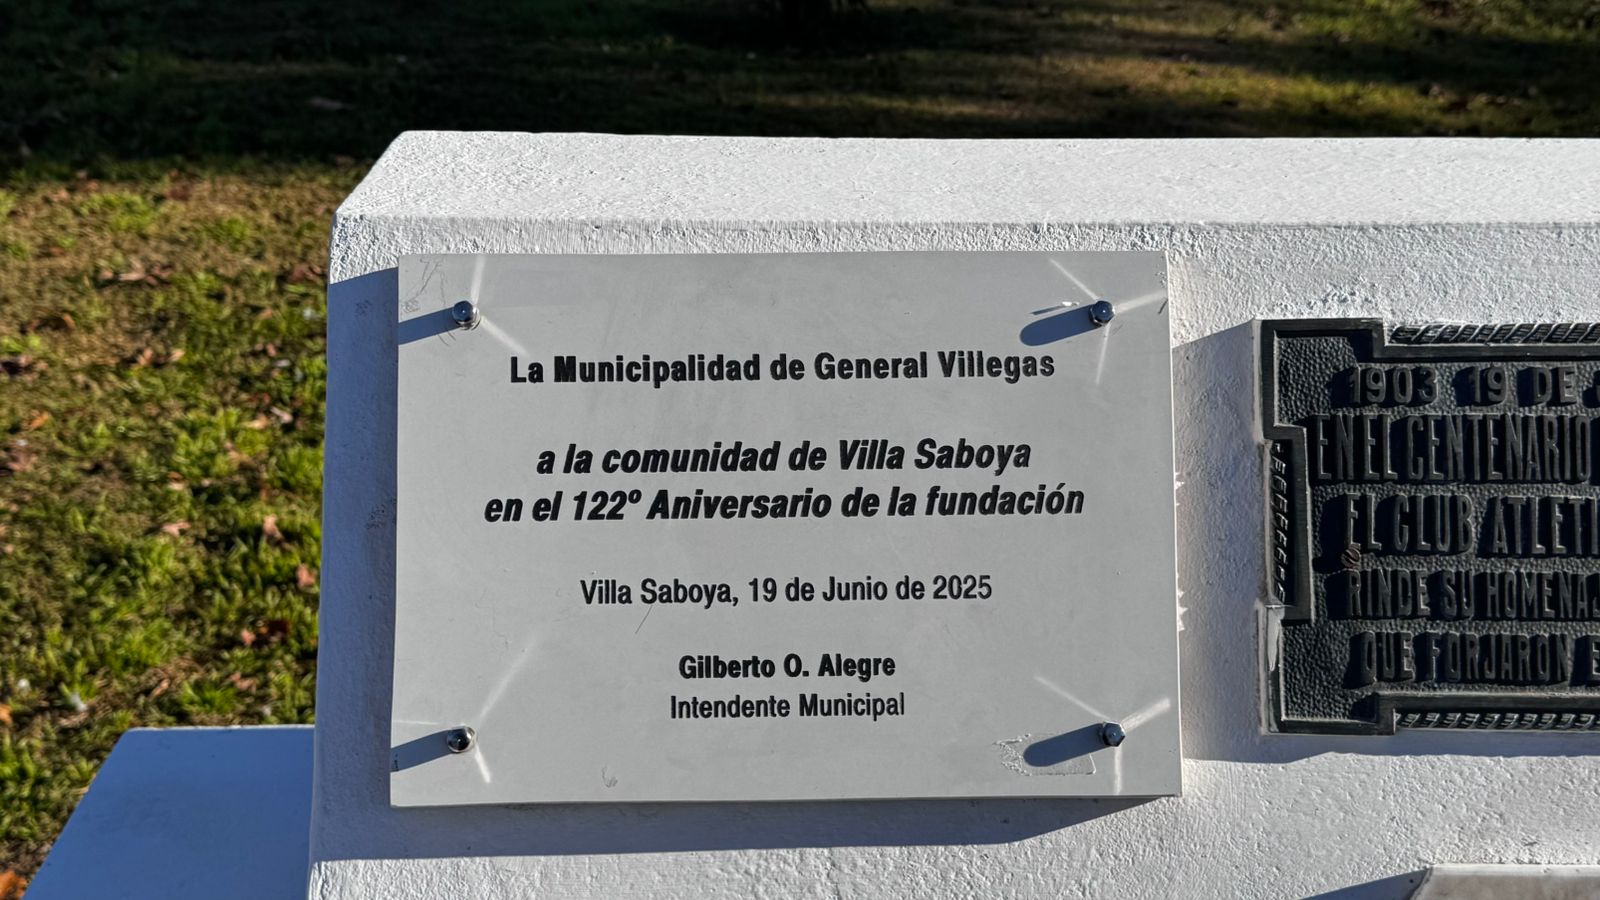 La Municipalidad de General Villegas
a la comunidad de Villa Saboya
en el 122º Aniversario de la fundación
Villa Saboya, 19 de Junio de 2025
Gilberto O. Alegre
Intendente Municipal
1903 19 DE
EN EL CENTENARIO
EL CLUB ATLETI
RINDE SU HOMENA
QUE FORJARON E